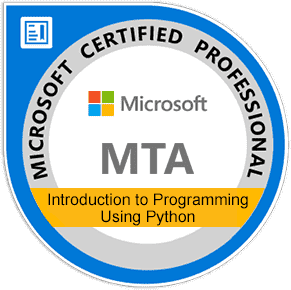 MICROSOFT CERTIFIED PROFESSIONAL
Microsoft
MTA
Introduction to Programming
Using Python